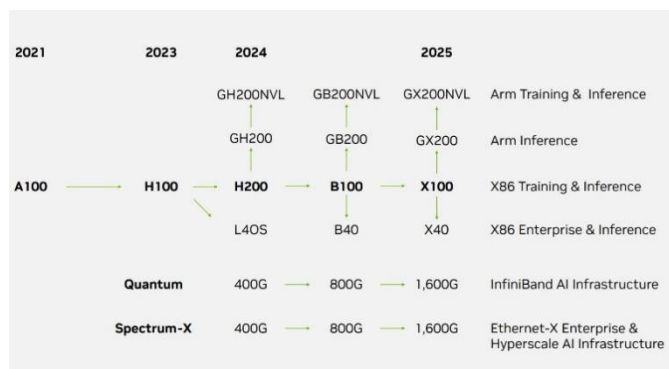 2021 2023 2024 2025
GH200NVL GB200NVL GX200NVL Arm Training & Inference
GH200 GB200 GX200 Arm Inference
A100 H100 H200 B100 X100 X86 Training & Inference
L40S B40 X40 X86 Enterprise & Inference
Quantum 400G 800G 1,600G InfiniBand AI Infrastructure
Spectrum-X 400G 800G 1,600G Ethernet-X Enterprise &
Hyperscale AI Infrastructure